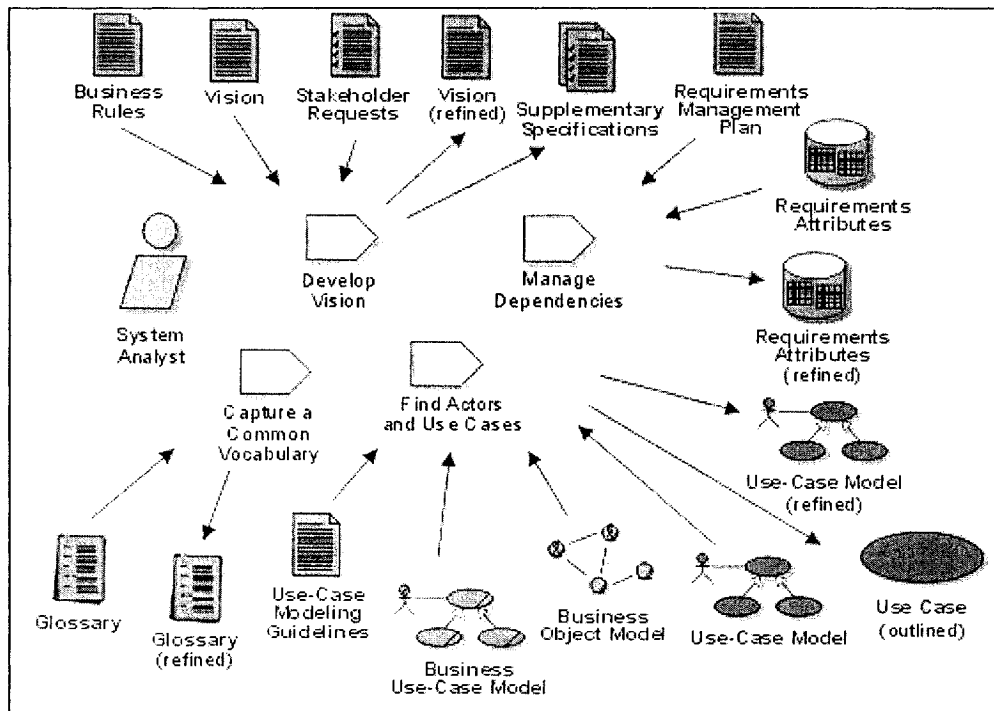 Business
Rules
Vision
Stakeholder
Requests
Vision
(refined)
Supplementary
Specifications
Requirements
Management
Plan
Requirements
Attributes
Develop
Vision
Manage
Dependencies
System
Analyst
Requirements
Attributes
(refined)
Capture a
Common
Vocabulary
Find Actors
and Use Cases
Use-Case Model
(refined)
Glossary
Glossary
(refined)
Use-Case
Modeling
Guidelines
Business
Use-Case Model
Business
Object Model
Use-Case Model
Use Case
(outlined)